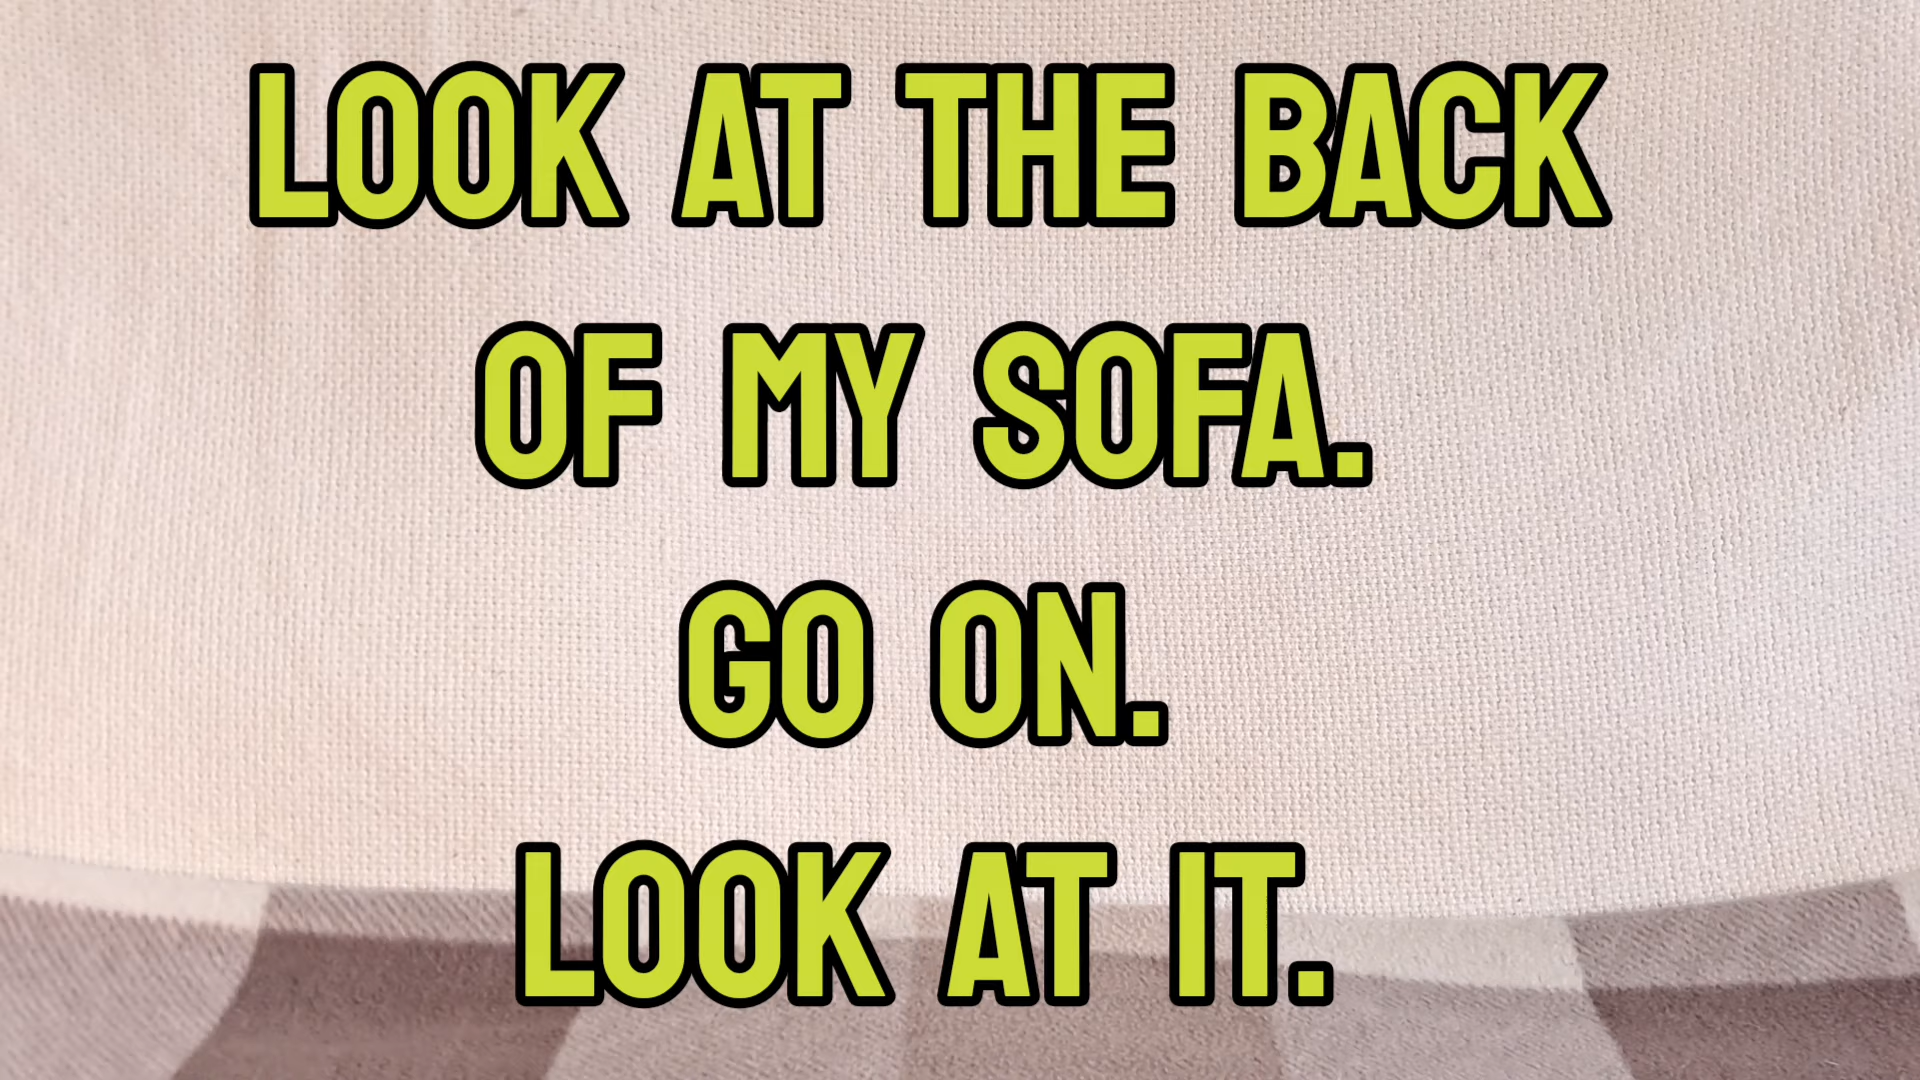 LOOK AT THE BACK
OF MY SOFA.
GO ON.
LOOK AT IT.